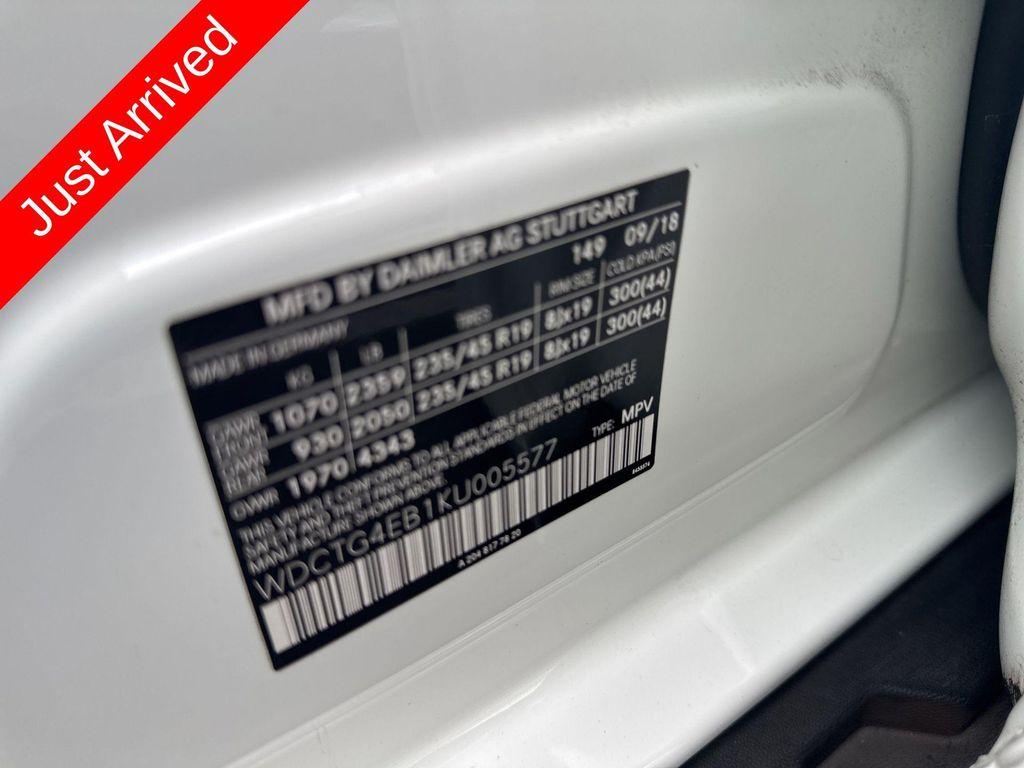 Just Arrived
MFD BY DAIMLER AG STUTTGART
MADE IN GERMANY 149 09/18
KG LB TIRES RIM SIZE COLD KPA(PSI)
GAWR FRONT 1070 2359 235/45 R19 8Jx19 300(44)
GAWR REAR 930 2050 235/45 R19 8Jx19 300(44)
GVWR 1970 4343
THIS VEHICLE CONFORMS TO ALL APPLICABLE FEDERAL MOTOR VEHICLE
SAFETY AND THEFT PREVENTION STANDARDS IN EFFECT ON THE DATE OF
MANUFACTURE SHOWN ABOVE.
WDCTG4EB1KU005577 TYPE: MPV
A 204 817 78 20